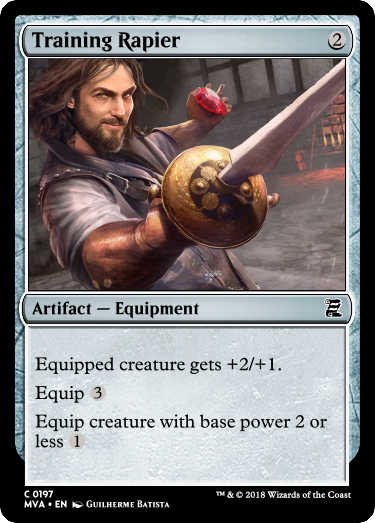 Training Rapier 2
Artifact — Equipment
Equipped creature gets +2/+1.
Equip 3
Equip creature with base power 2 or
less 1
C 0197
MVA • EN Guilherme Batista
™ & © 2018 Wizards of the Coast